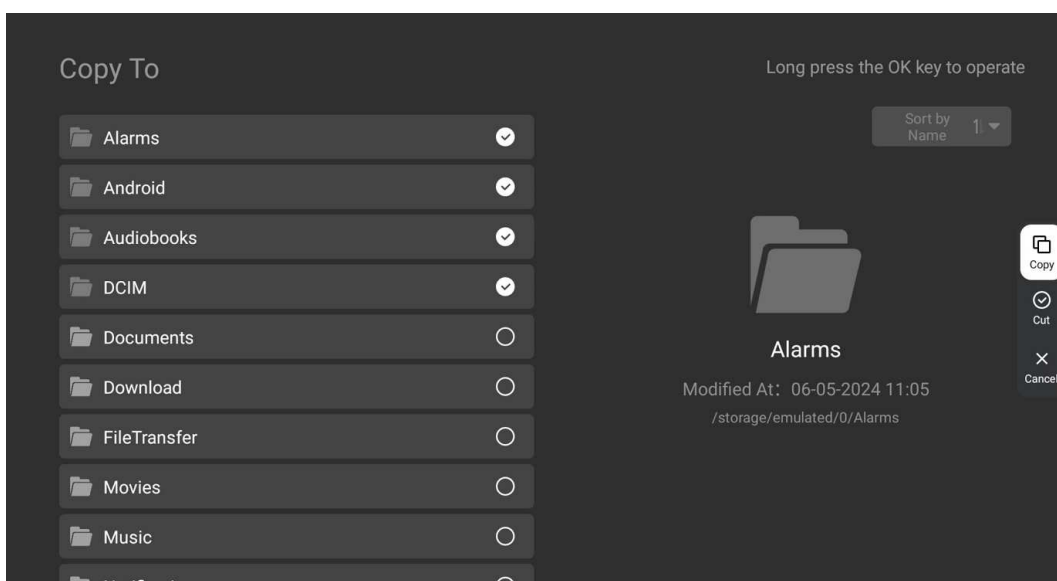 Copy To
Long press the OK key to operate
Sort by
Name
Alarms
Android
Audiobooks
DCIM
Documents
Download
FileTransfer
Movies
Music
Alarms
Modified At: 06-05-2024 11:05
/storage/emulated/0/Alarms
Copy
Cut
Cancel